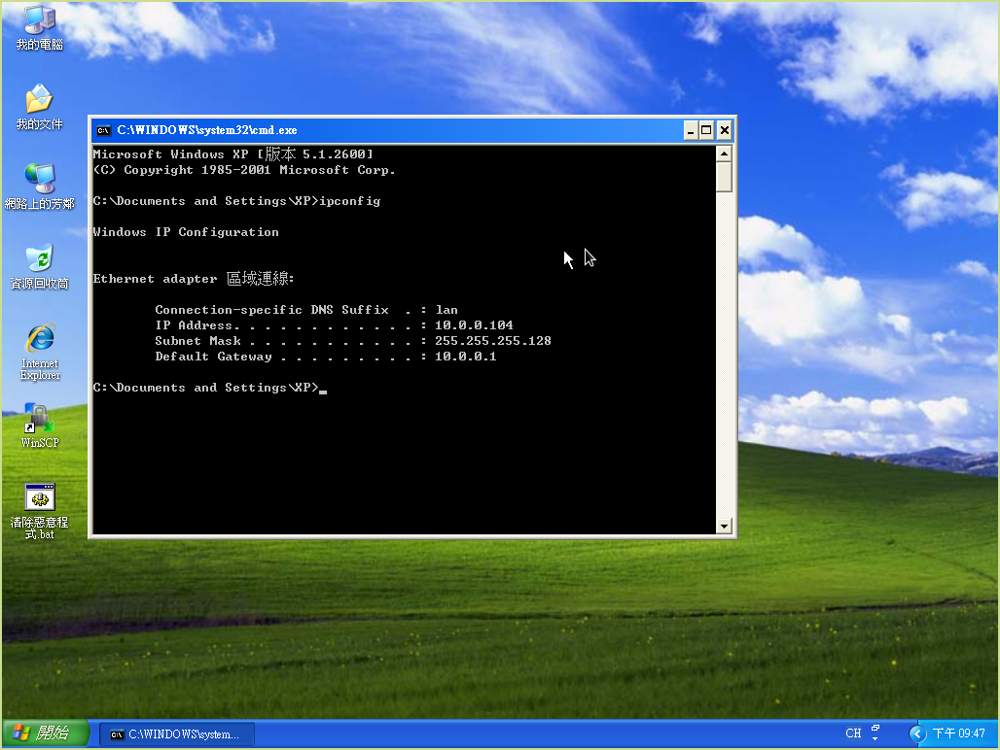 我的電腦
我的文件
網路上的芳鄰
資源回收筒
Internet
Explorer
WinSCP
清除惡意程
式.bat
C:\WINDOWS\system32\cmd.exe
Microsoft Windows XP [版本 5.1.2600]
(C) Copyright 1985-2001 Microsoft Corp.
C:\Documents and Settings\XP>ipconfig
Windows IP Configuration
Ethernet adapter 區域連線:
Connection-specific DNS Suffix  . : lan
IP Address. . . . . . . . . . . . : 10.0.0.104
Subnet Mask . . . . . . . . . . . : 255.255.255.128
Default Gateway . . . . . . . . . : 10.0.0.1
C:\Documents and Settings\XP>_
開始
C:\WINDOWS\system...
CH
下午 09:47